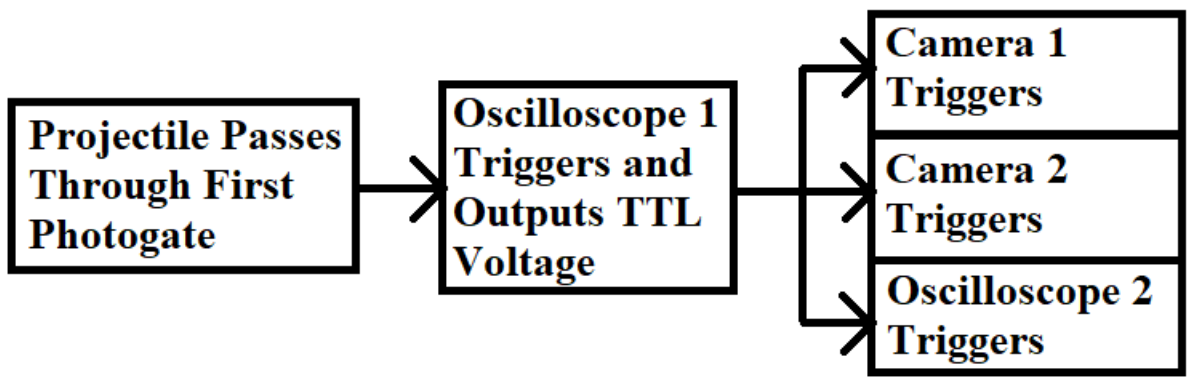 Projectile Passes
Through First
Photogate
Oscilloscope 1
Triggers and
Outputs TTL
Voltage
Camera 1
Triggers
Camera 2
Triggers
Oscilloscope 2
Triggers